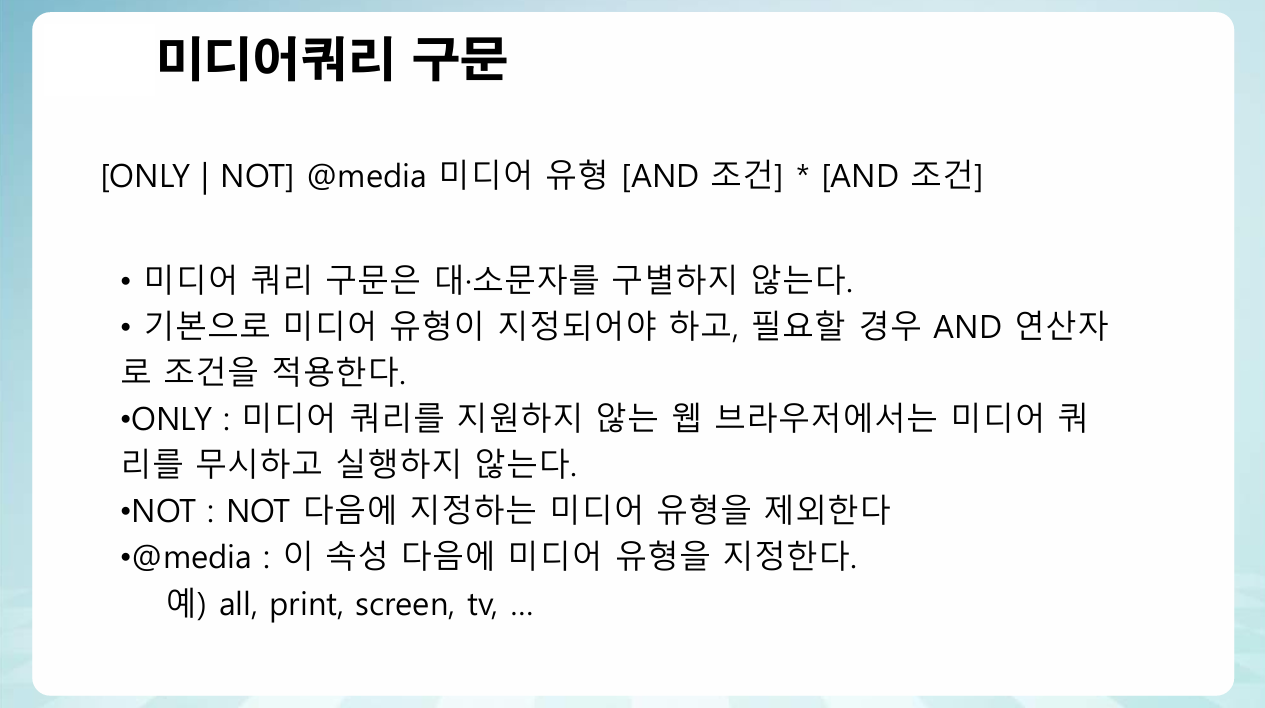 미디어쿼리 구문
[ONLY | NOT] @media 미디어 유형 [AND 조건] * [AND 조건]
• 미디어 쿼리 구문은 대·소문자를 구별하지 않는다.
• 기본으로 미디어 유형이 지정되어야 하고, 필요할 경우 AND 연산자
로 조건을 적용한다.
•ONLY : 미디어 쿼리를 지원하지 않는 웹 브라우저에서는 미디어 쿼
리를 무시하고 실행하지 않는다.
•NOT : NOT 다음에 지정하는 미디어 유형을 제외한다
•@media : 이 속성 다음에 미디어 유형을 지정한다.
예) all, print, screen, tv, …